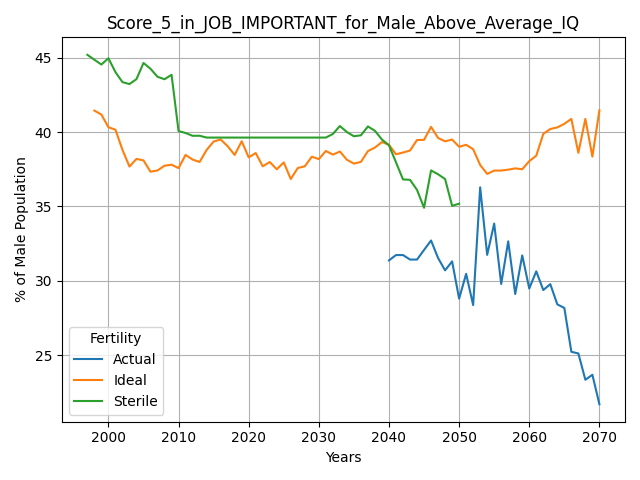 Score_5_in_JOB_IMPORTANT_for_Male_Above_Average_IQ
% of Male Population
45
40
35
30
25
Fertility
Actual
Ideal
Sterile
2000 2010 2020 2030 2040 2050 2060 2070
Years